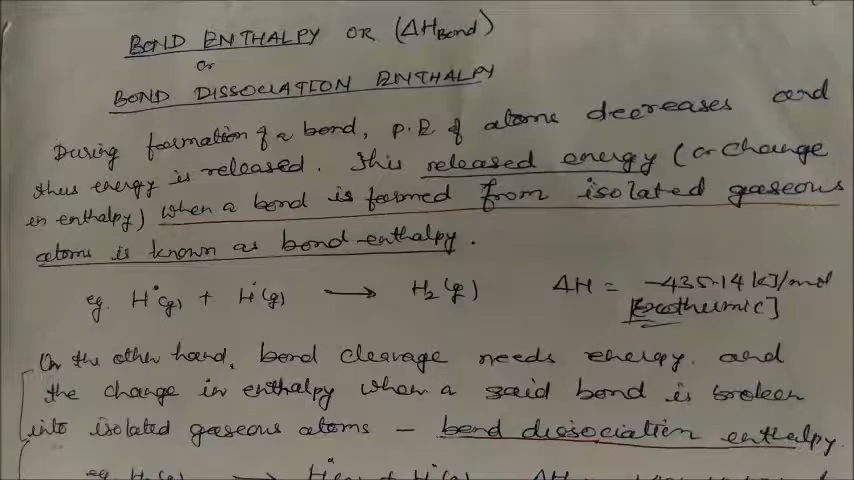 BOND ENTHALPY OR (ΔHBond)
or
BOND DISSOCIATION ENTHALPY
During formation of a bond, P.E. of atoms decreases and
thus energy is released. This released energy (or change
in enthalpy) when a bond is formed from isolated gaseous
atoms is known as bond enthalpy.
eg. H•(g) + H•(g) ⟶ H2(g) ΔH = -435.14 kJ/mol
[Exothermic]
On the other hand, bond cleavage needs energy. and
the change in enthalpy when a said bond is broken
into isolated gaseous atoms – bond dissociation enthalpy.
eg. H2(g) ⟶ H•(g) + H•(g) ΔH =